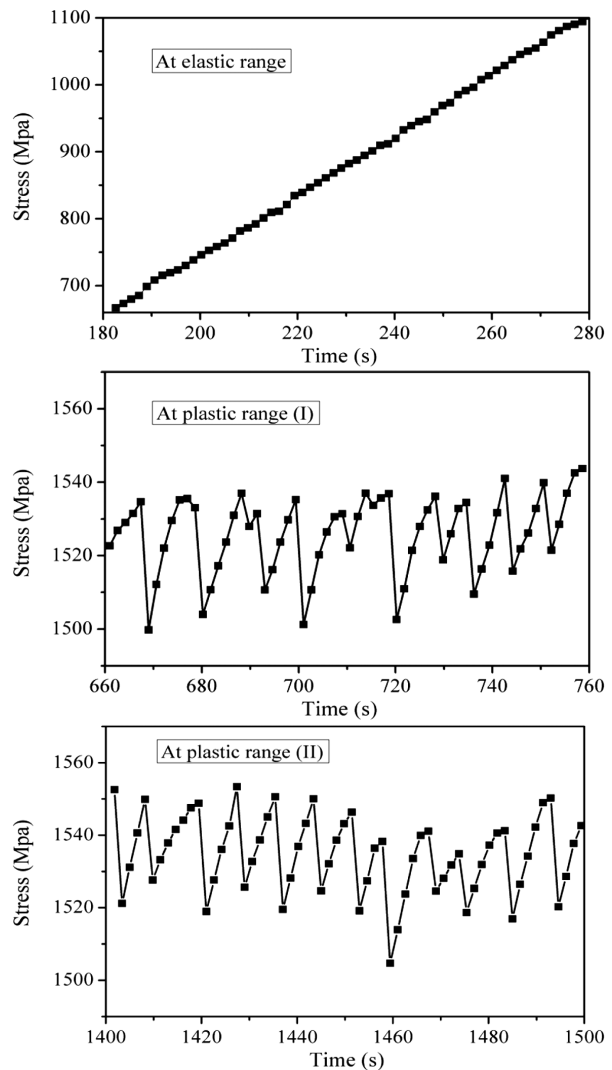 1100
1000
900
800
700
Stress (Mpa)
At elastic range
180 200 220 240 260 280
Time (s)
1560
1540
1520
1500
Stress (Mpa)
At plastic range (I)
660 680 700 720 740 760
Time (s)
1560
1540
1520
1500
Stress (Mpa)
At plastic range (II)
1400 1420 1440 1460 1480 1500
Time (s)